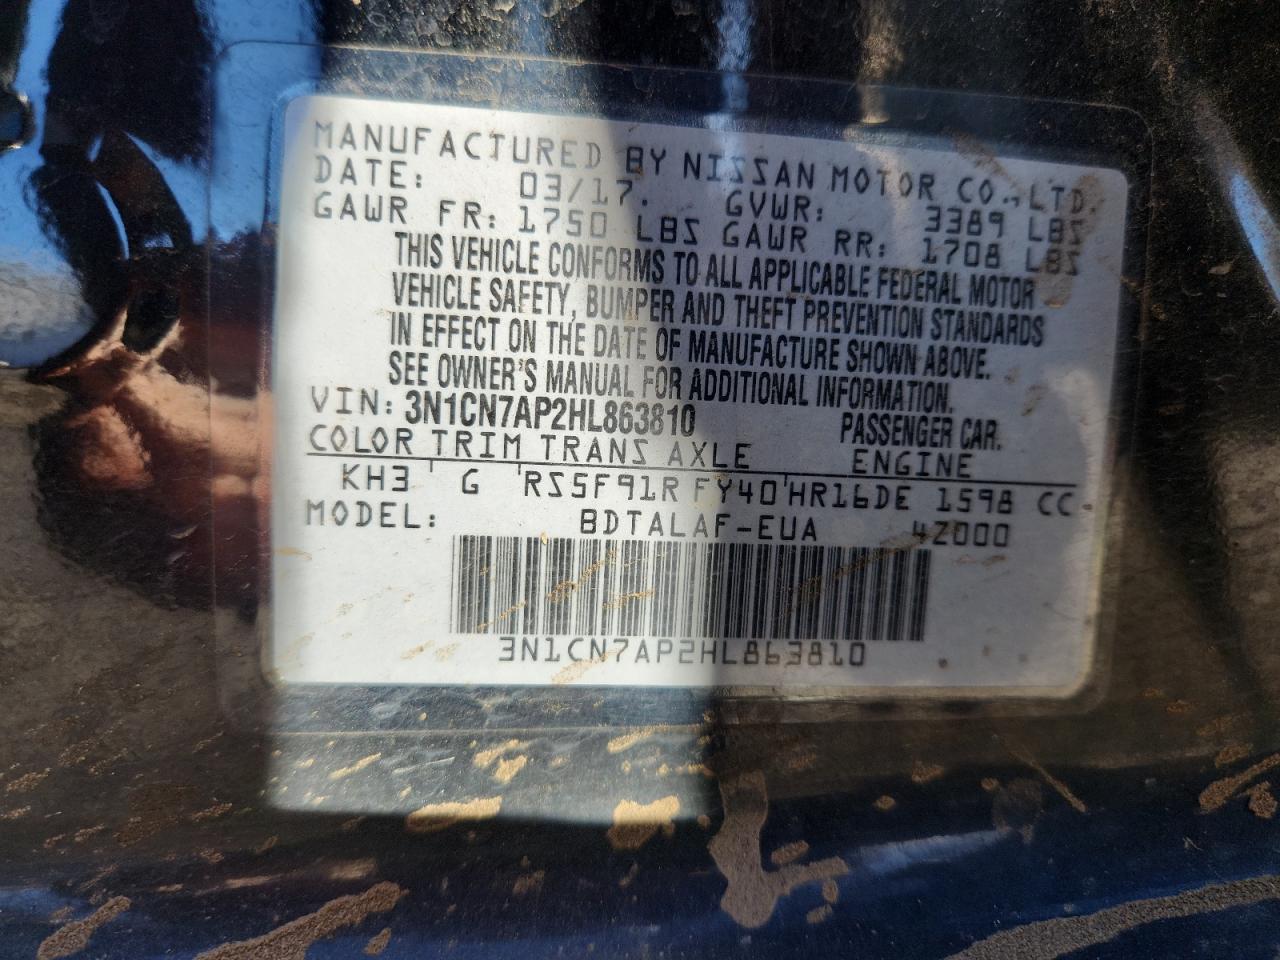 MANUFACTURED BY NISSAN MOTOR CO., LTD.
DATE: 03/17. GVWR: 3389 LBS
GAWR FR: 1750 LBS GAWR RR: 1708 LBS
THIS VEHICLE CONFORMS TO ALL APPLICABLE FEDERAL MOTOR
VEHICLE SAFETY, BUMPER AND THEFT PREVENTION STANDARDS
IN EFFECT ON THE DATE OF MANUFACTURE SHOWN ABOVE.
SEE OWNER'S MANUAL FOR ADDITIONAL INFORMATION.
VIN: 3N1CN7AP2HL863810 PASSENGER CAR.
COLOR TRIM TRANS AXLE ENGINE
KH3 ' G 'RS5F91R FY40'HR16DE 1598 CC
MODEL: BDTALAF-EUA 4Z000
3N1CN7AP2HL863810